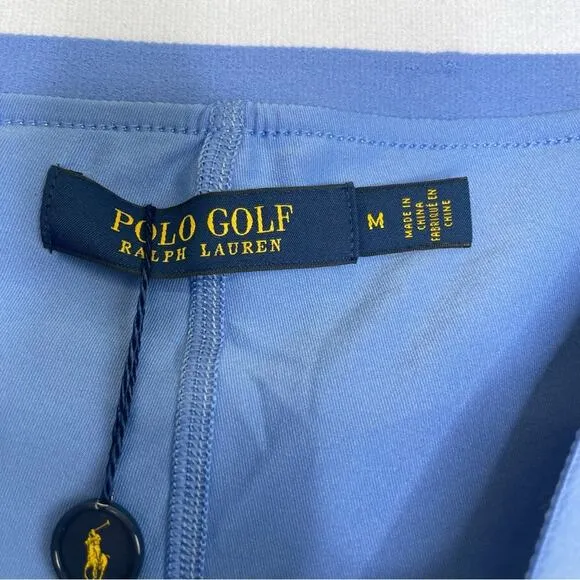 POLO GOLF
RALPH LAUREN
M
MADE IN
CHINA
FABRIQUÉ EN
CHINE